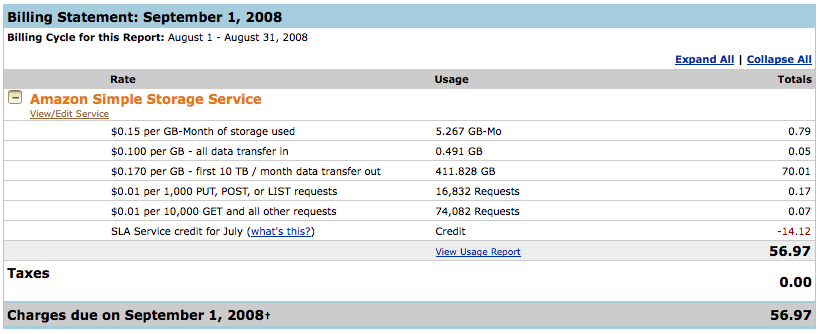 Billing Statement: September 1, 2008
Billing Cycle for this Report: August 1 - August 31, 2008
Expand All | Collapse All
Rate Usage Totals
Amazon Simple Storage Service
View/Edit Service
$0.15 per GB-Month of storage used 5.267 GB-Mo 0.79
$0.100 per GB - all data transfer in 0.491 GB 0.05
$0.170 per GB - first 10 TB / month data transfer out 411.828 GB 70.01
$0.01 per 1,000 PUT, POST, or LIST requests 16,832 Requests 0.17
$0.01 per 10,000 GET and all other requests 74,082 Requests 0.07
SLA Service credit for July (what's this?) Credit -14.12
View Usage Report 56.97
Taxes 0.00
Charges due on September 1, 2008† 56.97